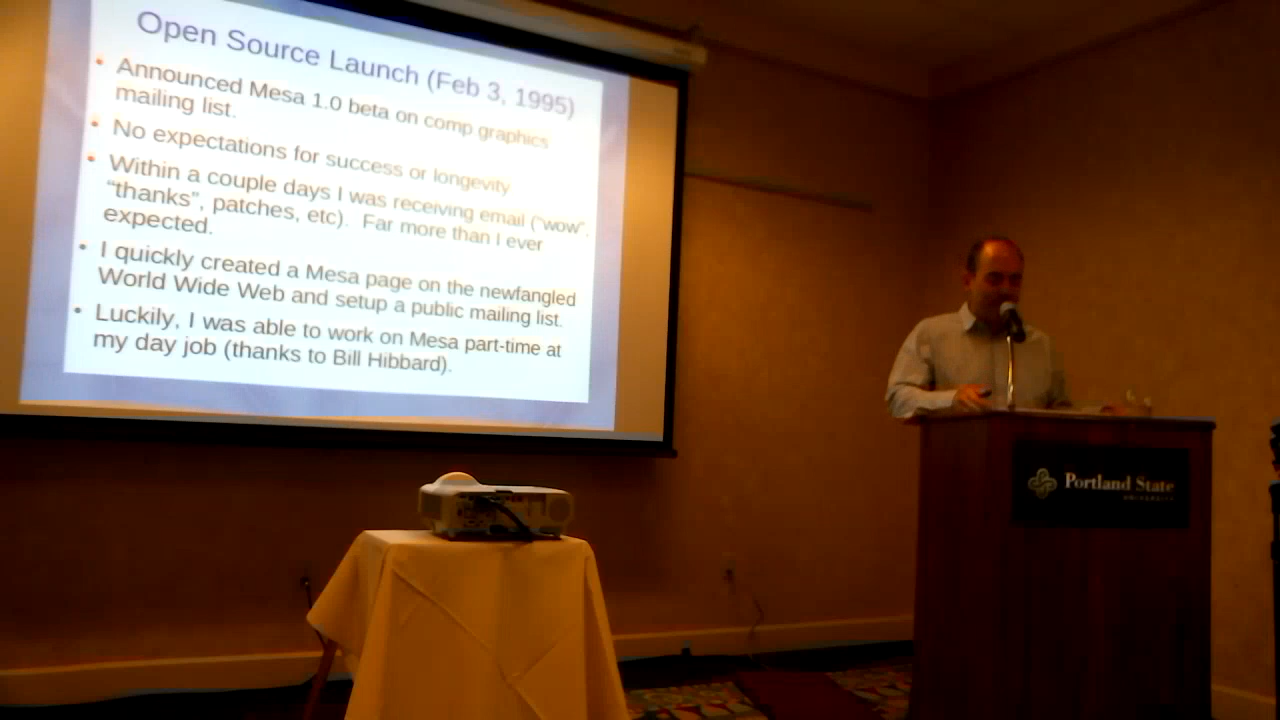 Open Source Launch (Feb 3, 1995)
Announced Mesa 1.0 beta on comp graphics
mailing list.
No expectations for success or longevity
Within a couple days I was receiving email ("wow",
"thanks", patches, etc). Far more than I ever
expected.
I quickly created a Mesa page on the newfangled
World Wide Web and setup a public mailing list.
Luckily, I was able to work on Mesa part-time at
my day job (thanks to Bill Hibbard).
Portland State
UNIVERSITY